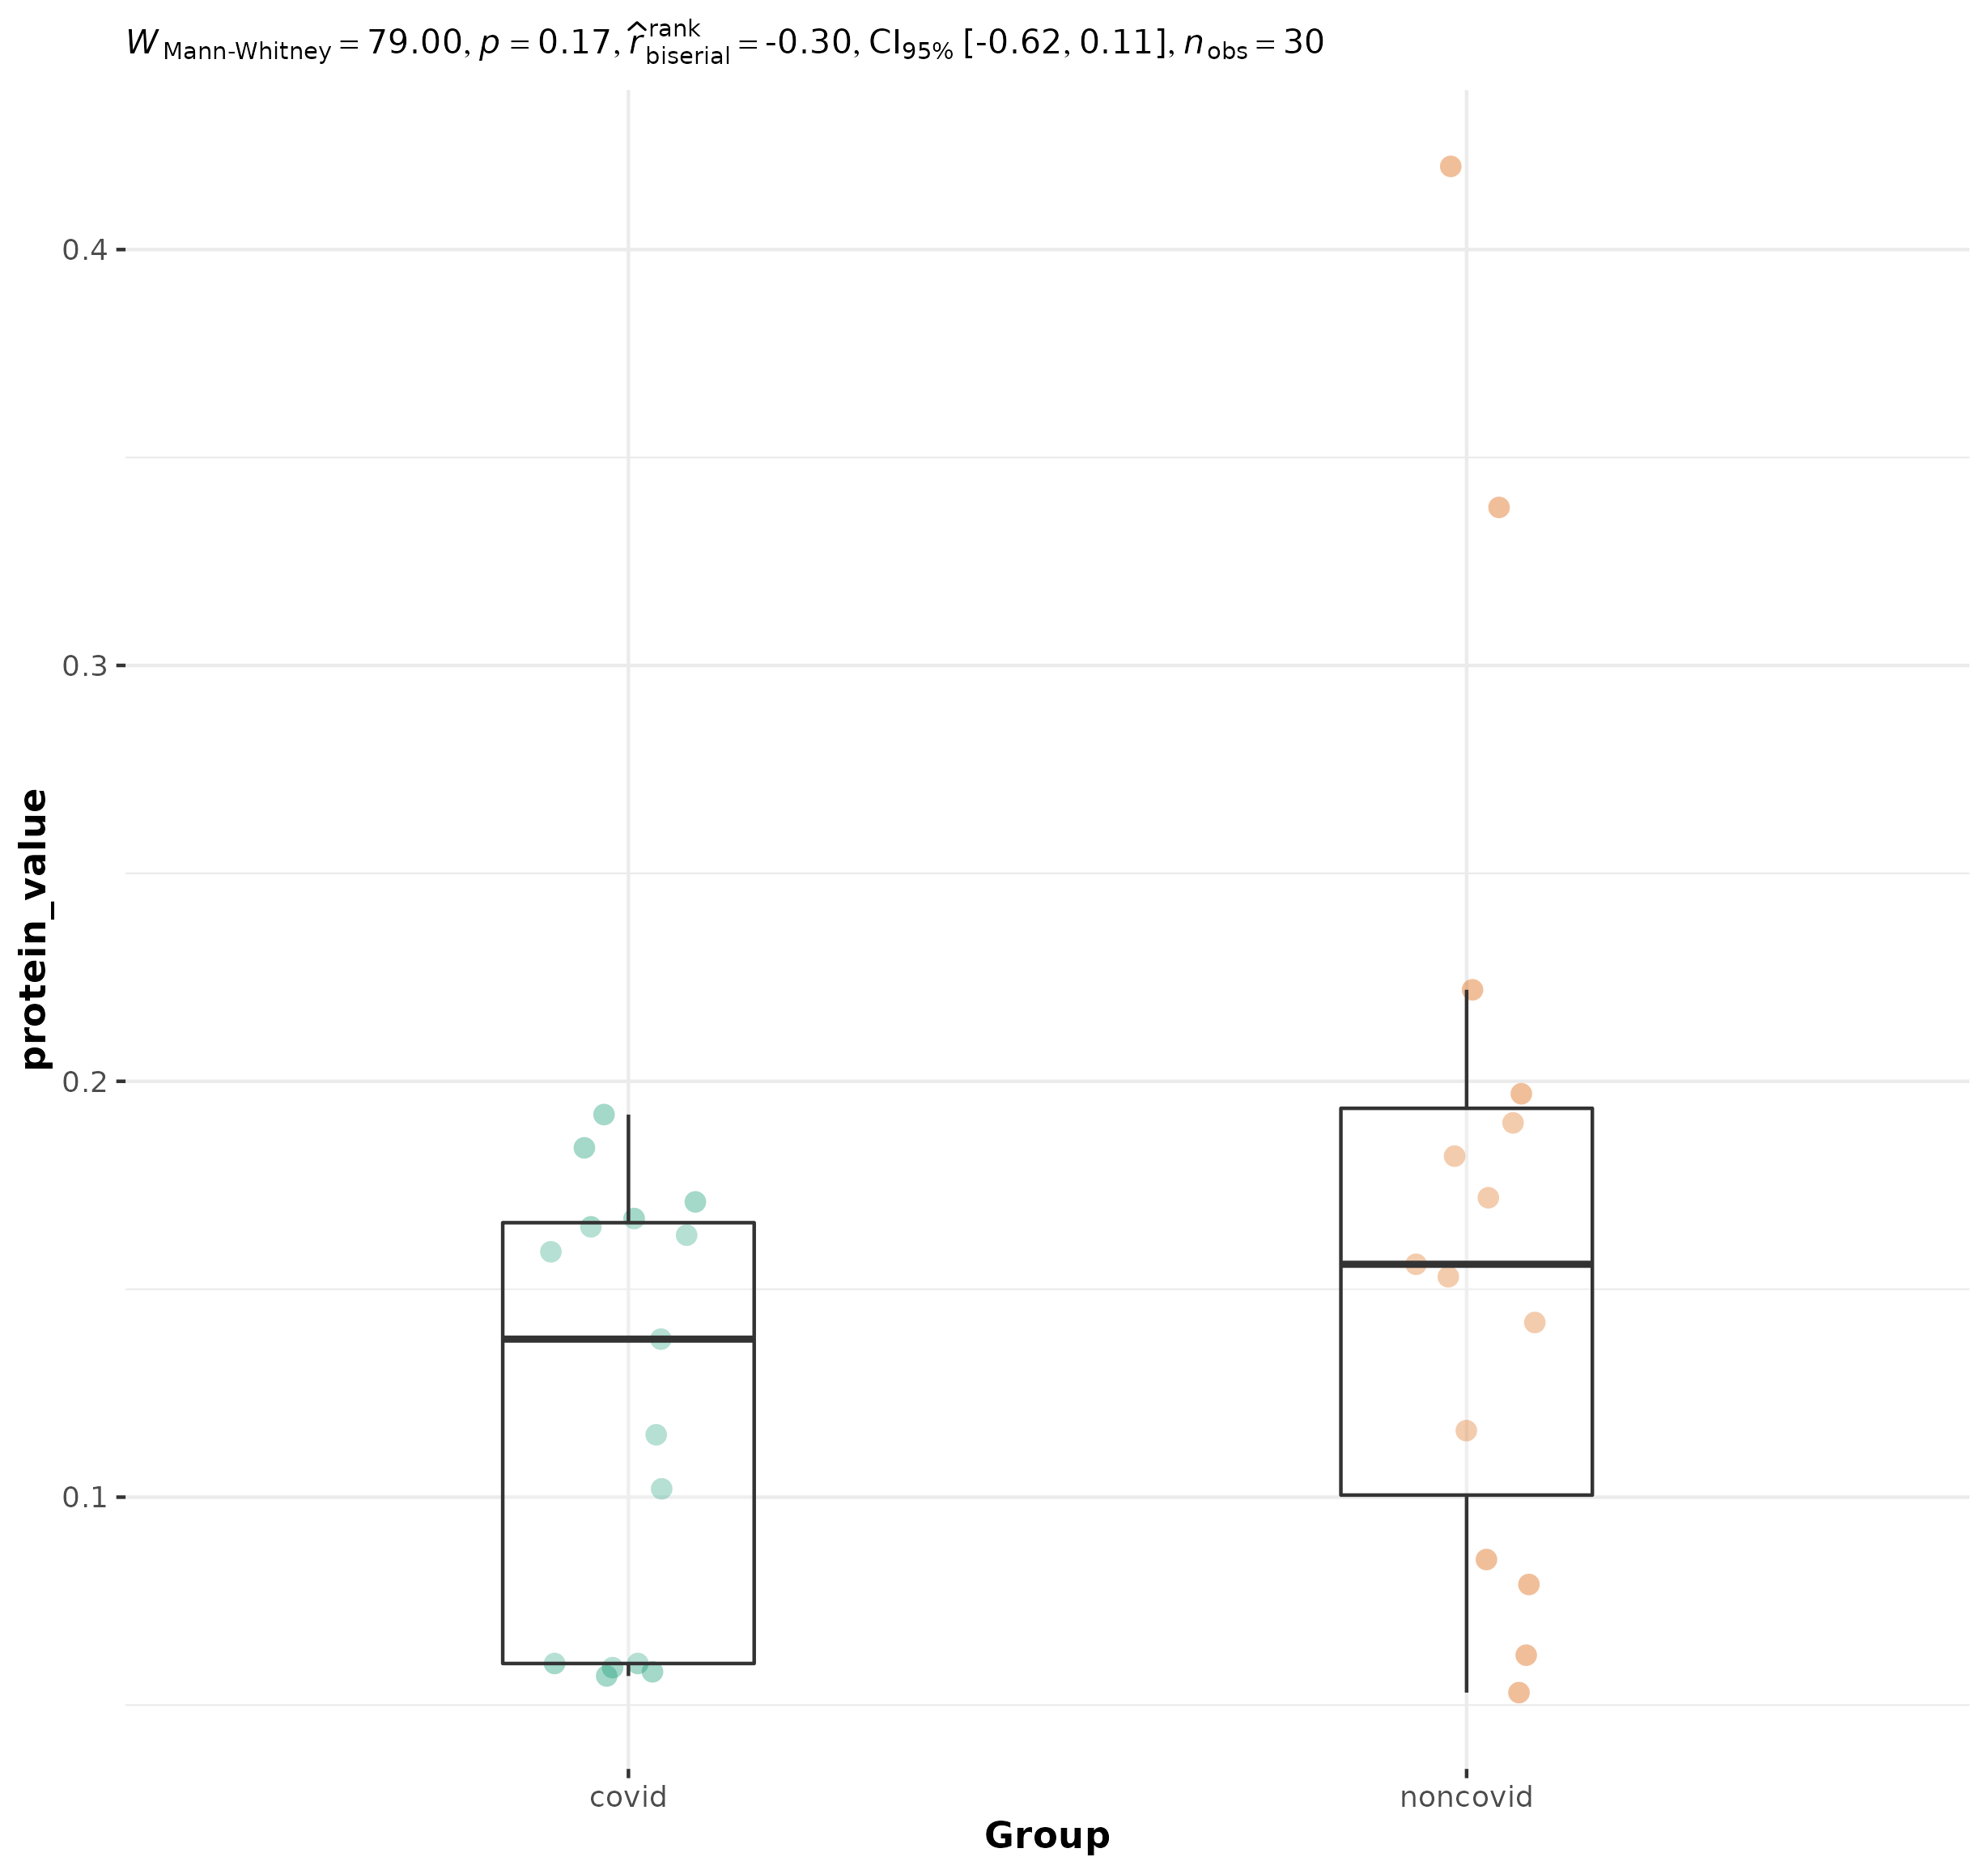 W Mann-Whitney = 79.00, p = 0.17, r̂ rank biserial = -0.30, CI95% [-0.62, 0.11], nobs = 30
0.4
0.3
0.2
0.1
protein_value
covid noncovid
Group